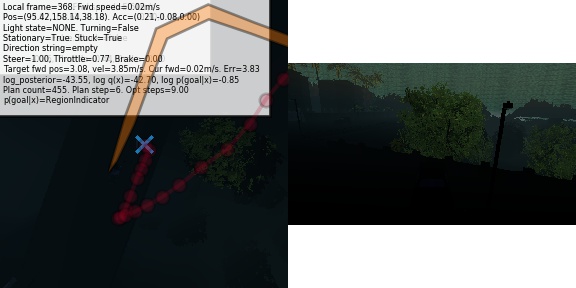 Local frame=368. Fwd speed=0.02m/s
Pos=(95.42,158.14,38.18). Acc=(0.21,-0.08,0.00)
Light state=NONE. Turning=False
Stationary=True. Stuck=True
Direction string=empty
Steer=1.00, Throttle=0.77, Brake=0.00
Target fwd pos=3.08, vel=3.85m/s. Cur fwd=0.02m/s. Err=3.83
log_posterior=-43.55, log q(x)=-42.70, log p(goal|x)=-0.85
Plan count=455. Plan step=6. Opt steps=9.00
p(goal|x)=RegionIndicator